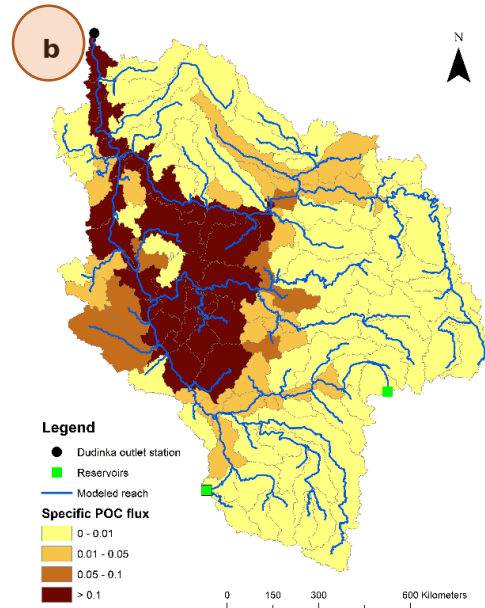 b
N
Legend
Dudinka outlet station
Reservoirs
Modeled reach
Specific POC flux
0 - 0.01
0.01 - 0.05
0.05 - 0.1
> 0.1
0 150 300 600 Kilometers